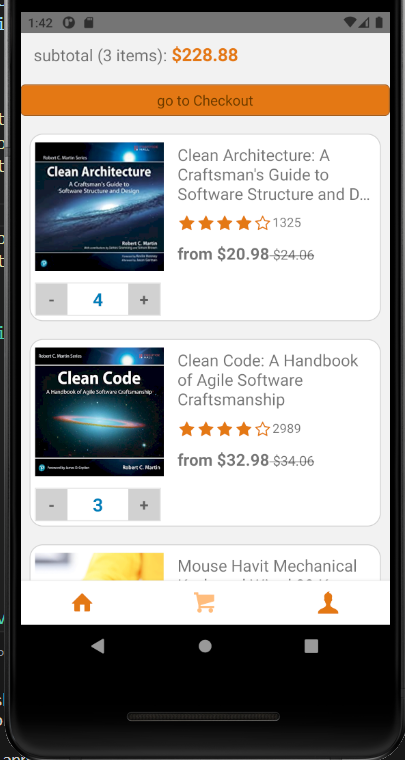 1:42
subtotal (3 items): $228.88
go to Checkout
Robert C. Martin Series
Clean Architecture
A Craftsman's Guide to
Software Structure and Design
Robert C. Martin
Clean Architecture: A
Craftsman's Guide to
Software Structure and D...
1325
from $20.98 $24.06
- 4 +
Robert C. Martin Series
Clean Code
A Handbook of Agile Software Craftsmanship
Robert C. Martin
Clean Code: A Handbook
of Agile Software
Craftsmanship
2989
from $32.98 $34.06
- 3 +
Mouse Havit Mechanical